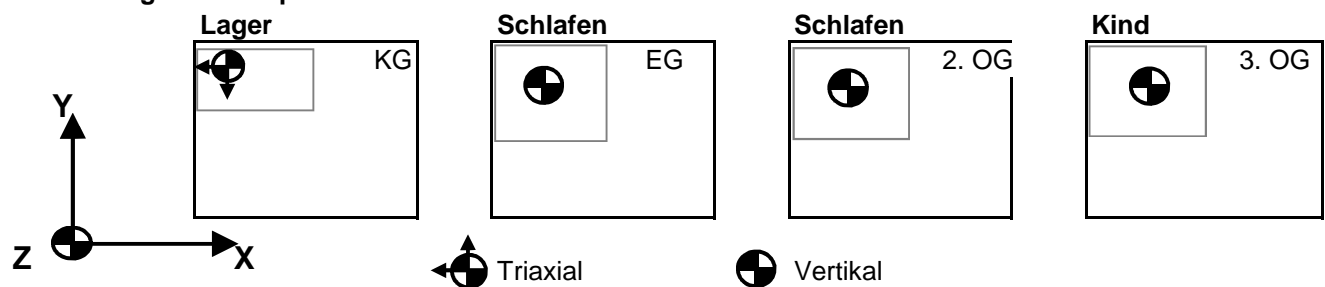 Lager Schlafen Schlafen Kind
KG EG 2. OG 3. OG
Y
Z X
Triaxial Vertikal